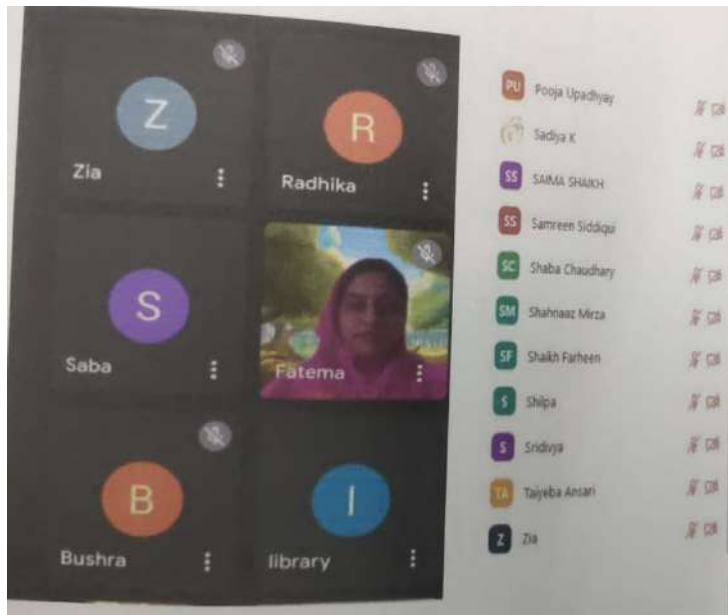 Z
Zia
R
Radhika
S
Saba
Fatema
B
Bushra
I
library
PU Pooja Upadhyay
Sadiya K
SS SAIMA SHAIKH
SS Samreen Siddiqui
SC Shaba Chaudhary
SM Shahnaaz Mirza
SF Shaikh Farheen
S Shilpa
S Sridivya
TA Taiyeba Ansari
Z Zia